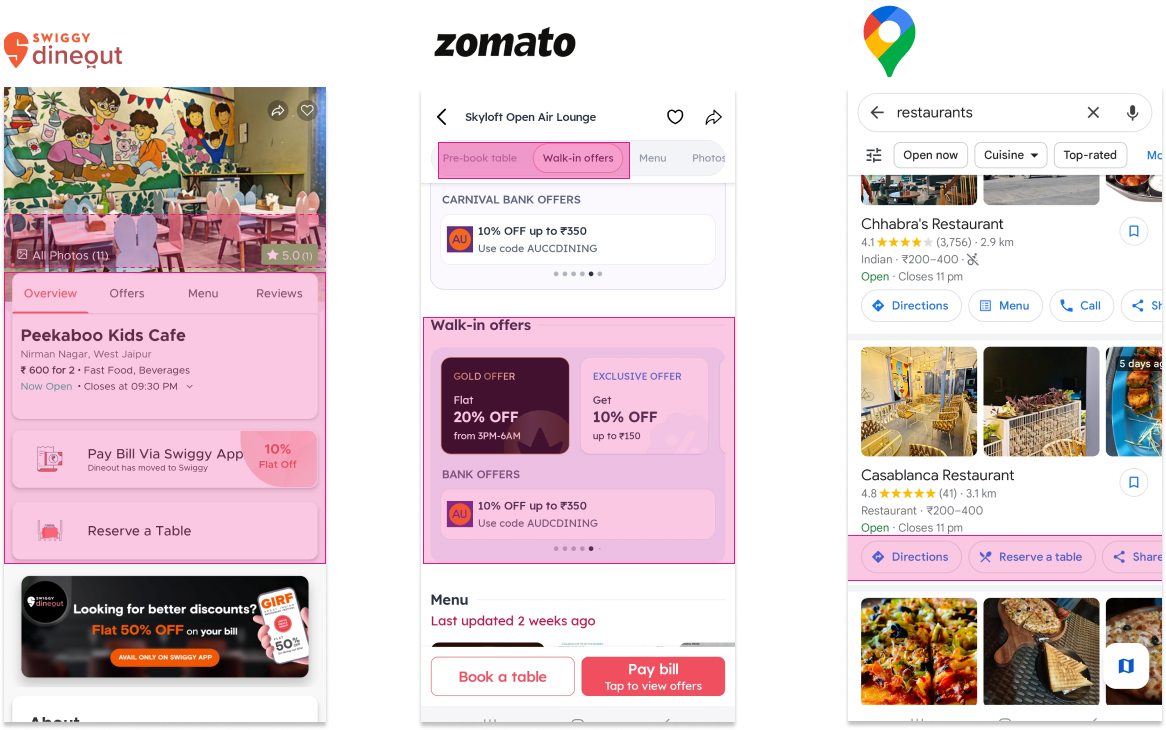 SWIGGY
dineout
All Photos (11)
5.0 (1)
Overview
Offers
Menu
Reviews
Peekaboo Kids Cafe
Nirman Nagar, West Jaipur
₹ 600 for 2 • Fast Food, Beverages
Now Open • Closes at 09:30 PM
Pay Bill Via Swiggy App
Dineout has moved to Swiggy
10%
Flat Off
Reserve a Table
SWIGGY
dineout
Looking for better discounts?
Flat 50% OFF on your bill
AVAIL ONLY ON SWIGGY APP
GIRF
FLAT
50%
OFF
About
zomato
Skyloft Open Air Lounge
Pre-book table
Walk-in offers
Menu
Photos
CARNIVAL BANK OFFERS
AU
10% OFF up to ₹350
Use code AUCCDINING
Walk-in offers
GOLD OFFER
Flat
20% OFF
from 3PM-6AM
EXCLUSIVE OFFER
Get
10% OFF
up to ₹150
BANK OFFERS
AU
10% OFF up to ₹350
Use code AUDCDINING
Menu
Last updated 2 weeks ago
Book a table
Pay bill
Tap to view offers
restaurants
Open now
Cuisine
Top-rated
Mo
Chhabra's Restaurant
4.1 (3,756) · 2.9 km
Indian · ₹200–400 ·
Open · Closes 11 pm
Directions
Menu
Call
Sh
5 days ag
Casablanca Restaurant
4.8 (41) · 3.1 km
Restaurant · ₹200–400
Open · Closes 11 pm
Directions
Reserve a table
Share